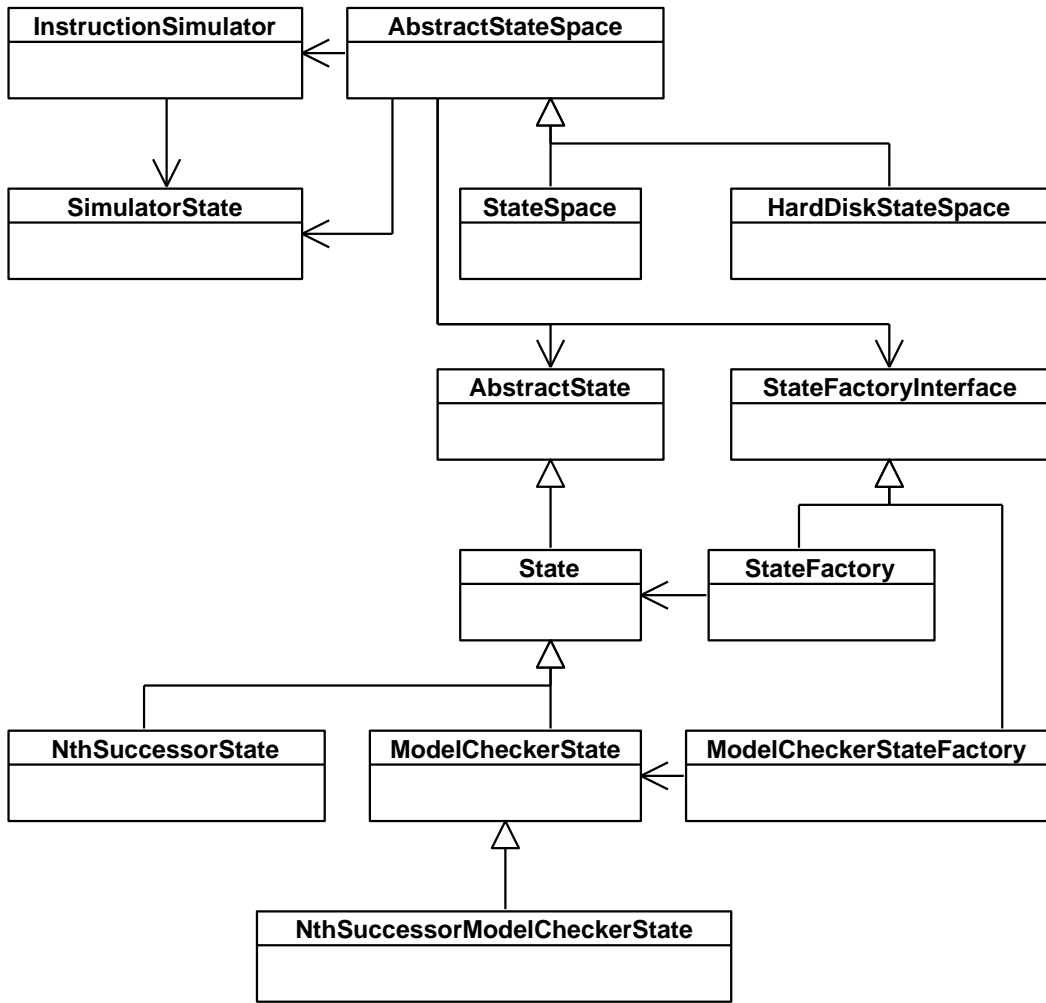 InstructionSimulator
AbstractStateSpace
SimulatorState
StateSpace
HardDiskStateSpace
AbstractState
StateFactoryInterface
State
StateFactory
NthSuccessorState
ModelCheckerState
ModelCheckerStateFactory
NthSuccessorModelCheckerState